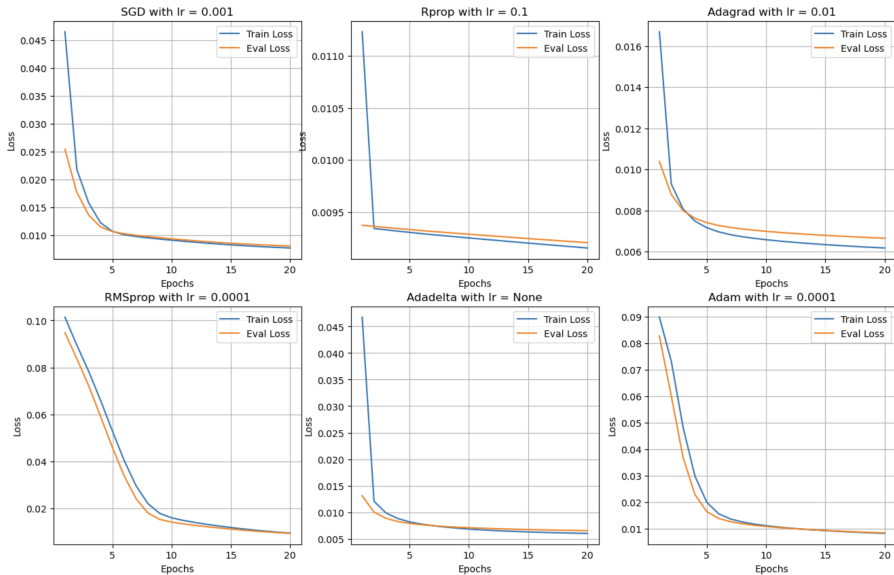 SGD with lr = 0.001
Loss
0.045
0.040
0.035
0.030
0.025
0.020
0.015
0.010
5
10
15
20
Epochs
Train Loss
Eval Loss
Rprop with lr = 0.1
Loss
0.0110
0.0105
0.0100
0.0095
5
10
15
20
Epochs
Train Loss
Eval Loss
Adagrad with lr = 0.01
Loss
0.016
0.014
0.012
0.010
0.008
0.006
5
10
15
20
Epochs
Train Loss
Eval Loss
RMSprop with lr = 0.0001
Loss
0.10
0.08
0.06
0.04
0.02
5
10
15
20
Epochs
Train Loss
Eval Loss
Adadelta with lr = None
Loss
0.045
0.040
0.035
0.030
0.025
0.020
0.015
0.010
0.005
5
10
15
20
Epochs
Train Loss
Eval Loss
Adam with lr = 0.0001
Loss
0.09
0.08
0.07
0.06
0.05
0.04
0.03
0.02
0.01
5
10
15
20
Epochs
Train Loss
Eval Loss